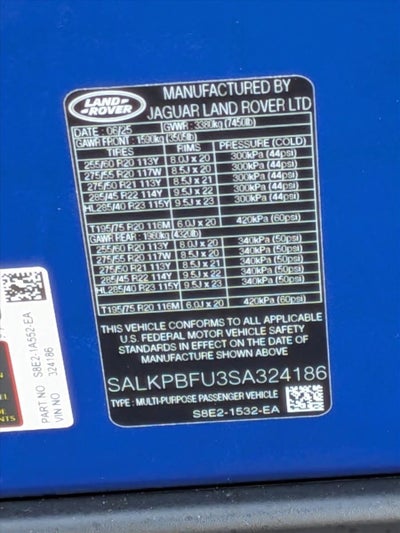 LAND ROVER
MANUFACTURED BY
JAGUAR LAND ROVER LTD
DATE : 06/25 GVWR : 3380kg (7450lb)
GAWR FRONT : 1590kg (3505lb)
TIRES RIMS PRESSURE (COLD)
255/60 R20 113Y 8.0J x 20 300kPa (44psi)
275/55 R20 117W 8.5J x 20 300kPa (44psi)
275/50 R21 113Y 8.5J x 21 300kPa (44psi)
285/45 R22 114Y 9.5J x 22 300kPa (44psi)
HL285/40 R23 115Y 9.5J x 23 300kPa (44psi)
T195/75 R20 116M 6.0J x 20 420kPa (60psi)
GAWR REAR : 1960kg (4320lb)
255/60 R20 113Y 8.0J x 20 340kPa (50psi)
275/55 R20 117W 8.5J x 20 340kPa (50psi)
275/50 R21 113Y 8.5J x 21 340kPa (50psi)
285/45 R22 114Y 9.5J x 22 340kPa (50psi)
HL285/40 R23 115Y 9.5J x 23 340kPa (50psi)
T195/75 R20 116M 6.0J x 20 420kPa (60psi)
THIS VEHICLE CONFORMS TO ALL APPLICABLE
U.S. FEDERAL MOTOR VEHICLE SAFETY
STANDARDS IN EFFECT ON THE DATE OF
MANUFACTURE SHOWN ABOVE
SALKPBFU3SA324186
TYPE : MULTI-PURPOSE PASSENGER VEHICLE
S8E2-1532-EA
PART NO S8E2-1A552-EA
VIN NO 324186